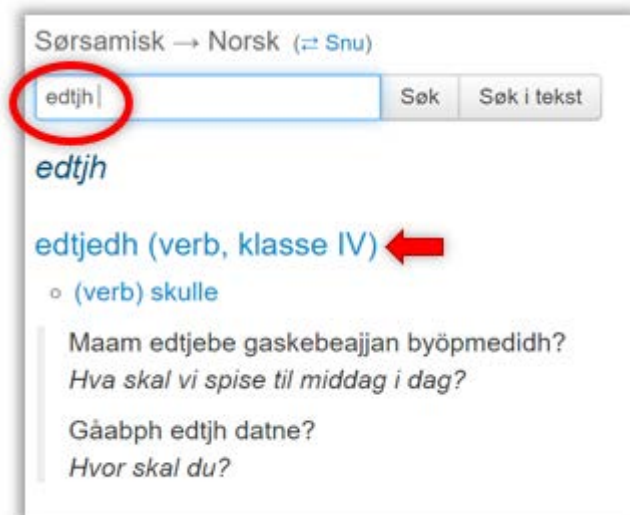 Sørsamisk → Norsk (⇄ Snu)
edtjh Søk Søk i tekst
edtjh
edtjedh (verb, klasse IV)
(verb) skulle
Maam edtjebe gaskebeajjan byöpmedidh?
Hva skal vi spise til middag i dag?
Gåabph edtjh datne?
Hvor skal du?